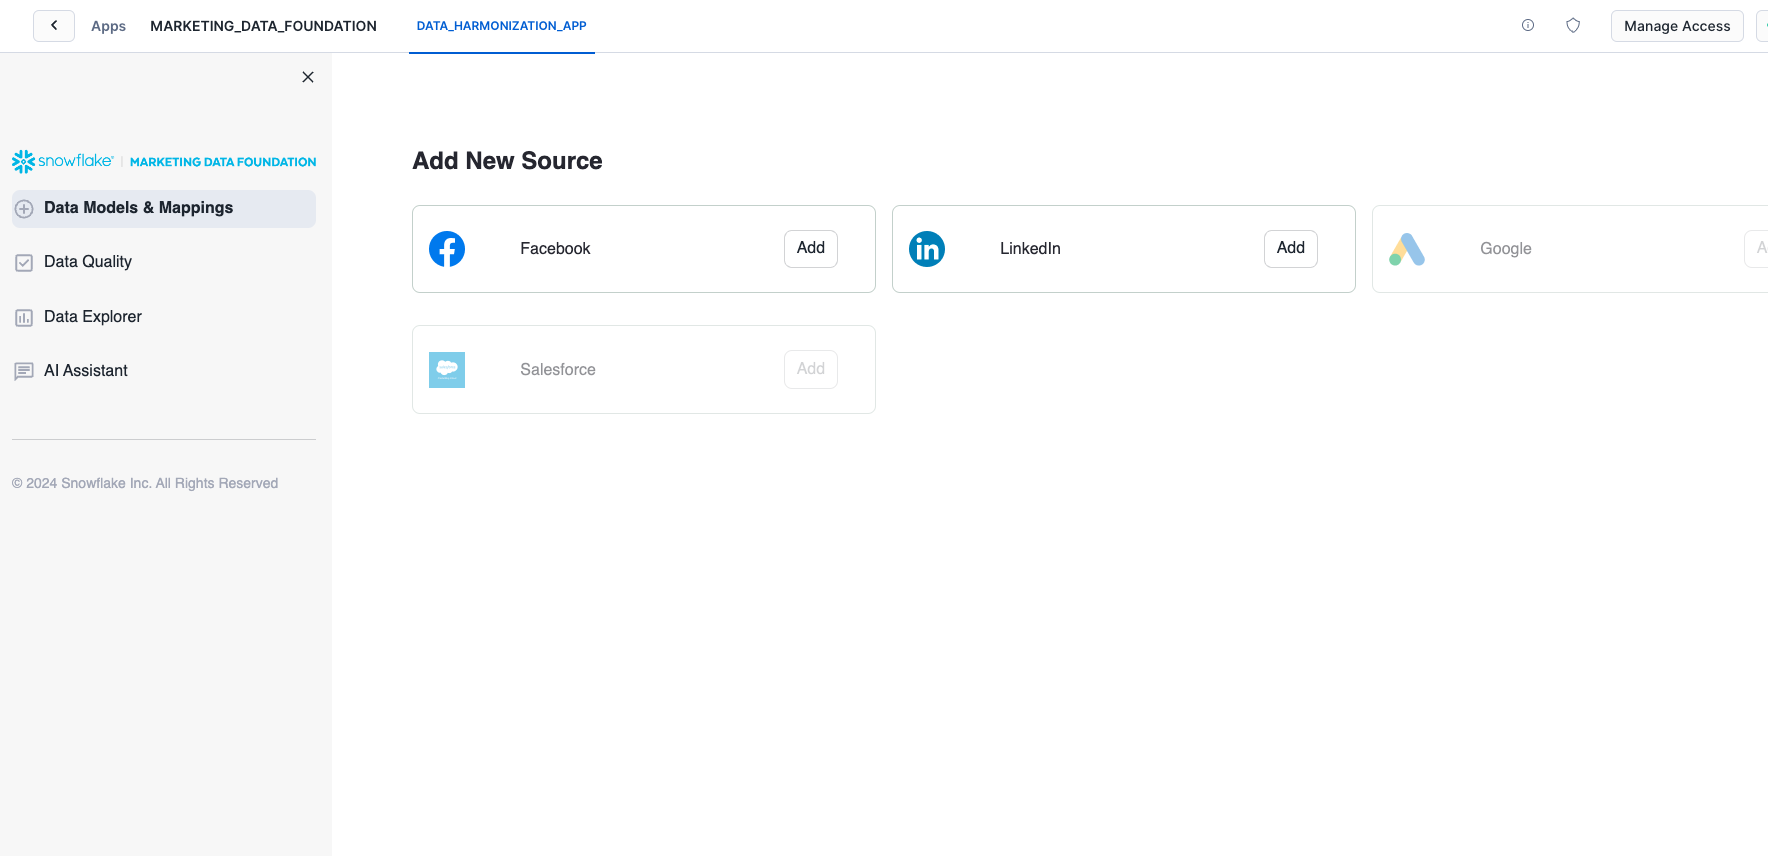 Apps MARKETING_DATA_FOUNDATION DATA_HARMONIZATION_APP Manage Access
snowflake® | MARKETING DATA FOUNDATION
Data Models & Mappings
Data Quality
Data Explorer
AI Assistant
© 2024 Snowflake Inc. All Rights Reserved
Add New Source
Facebook Add
LinkedIn Add
Google
Salesforce Add